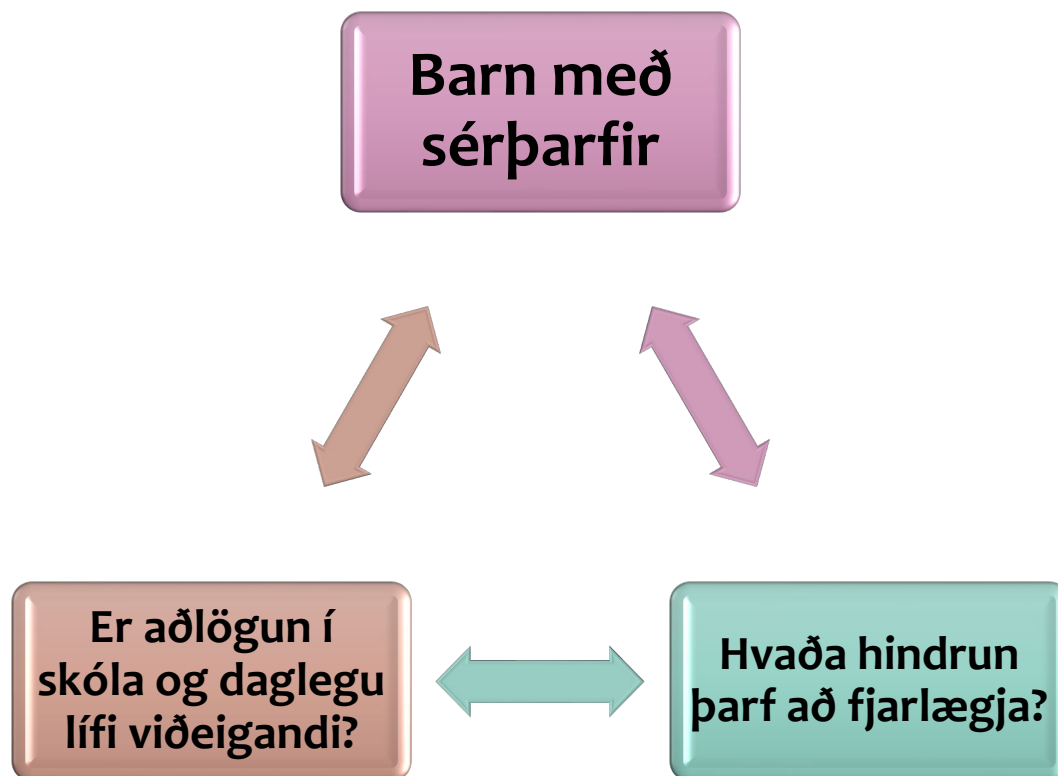 Barn með
sérþarfir
Er aðlögun í
skóla og daglegu
lífi viðeigandi?
Hvaða hindrun
þarf að fjarlægja?